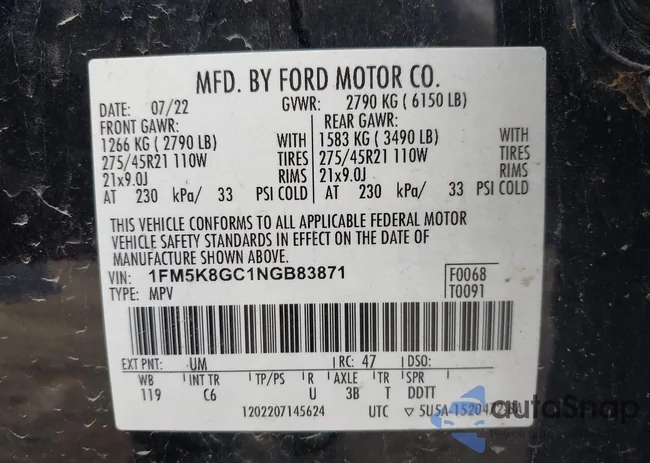 MFD. BY FORD MOTOR CO.
DATE: 07/22 GVWR: 2790 KG ( 6150 LB)
FRONT GAWR: REAR GAWR:
1266 KG ( 2790 LB) WITH 1583 KG ( 3490 LB) WITH
275/45R21 110W TIRES 275/45R21 110W TIRES
21x9.0J RIMS 21x9.0J RIMS
AT 230 kPa/ 33 PSI COLD AT 230 kPa/ 33 PSI COLD
THIS VEHICLE CONFORMS TO ALL APPLICABLE FEDERAL MOTOR
VEHICLE SAFETY STANDARDS IN EFFECT ON THE DATE OF
MANUFACTURE SHOWN ABOVE.
VIN: 1FM5K8GC1NGB83871 F0068
TYPE: MPV T0091
EXT PNT: UM RC: 47 DSO:
WB INT TR TP/PS R AXLE TR SPR
119 C6 U 3B T DDTT
1202207145624 UTC ▽ 5U5A-1520472-
autoSnap